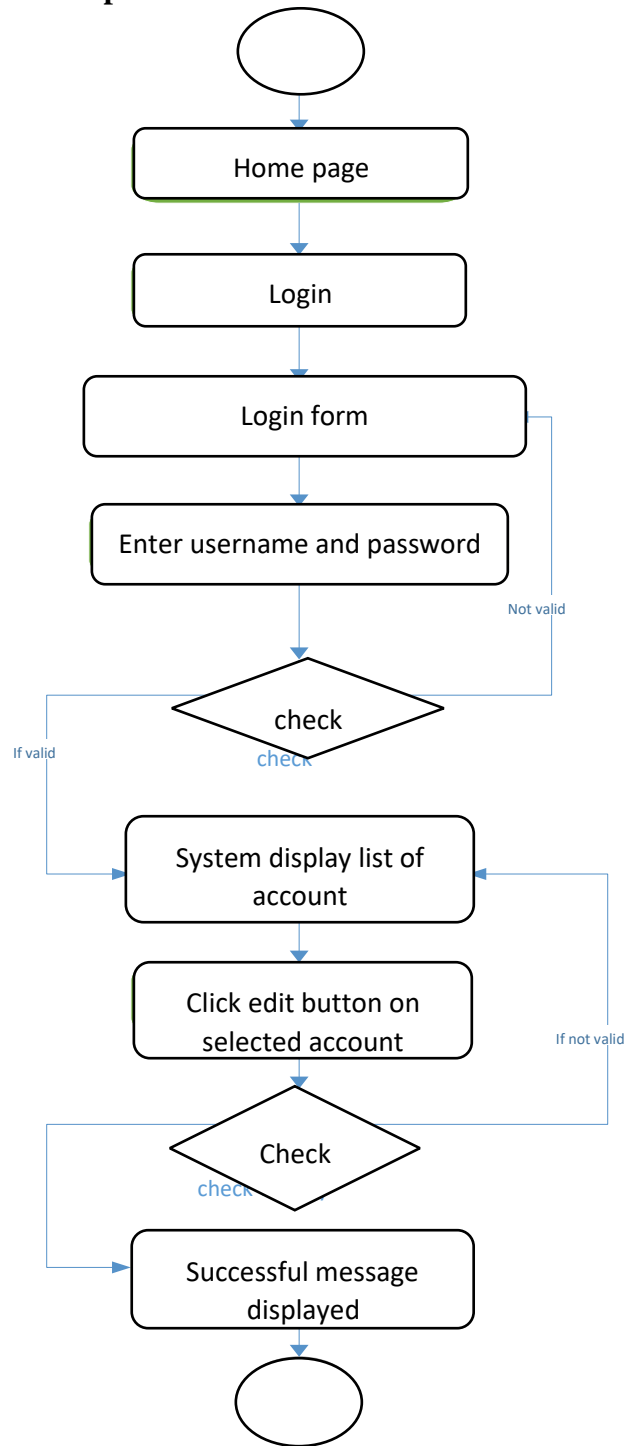 Home page
Login
Login form
Enter username and password
Not valid
check
If valid
check
System display list of
account
Click edit button on
selected account
If not valid
Check
check
Successful message
displayed